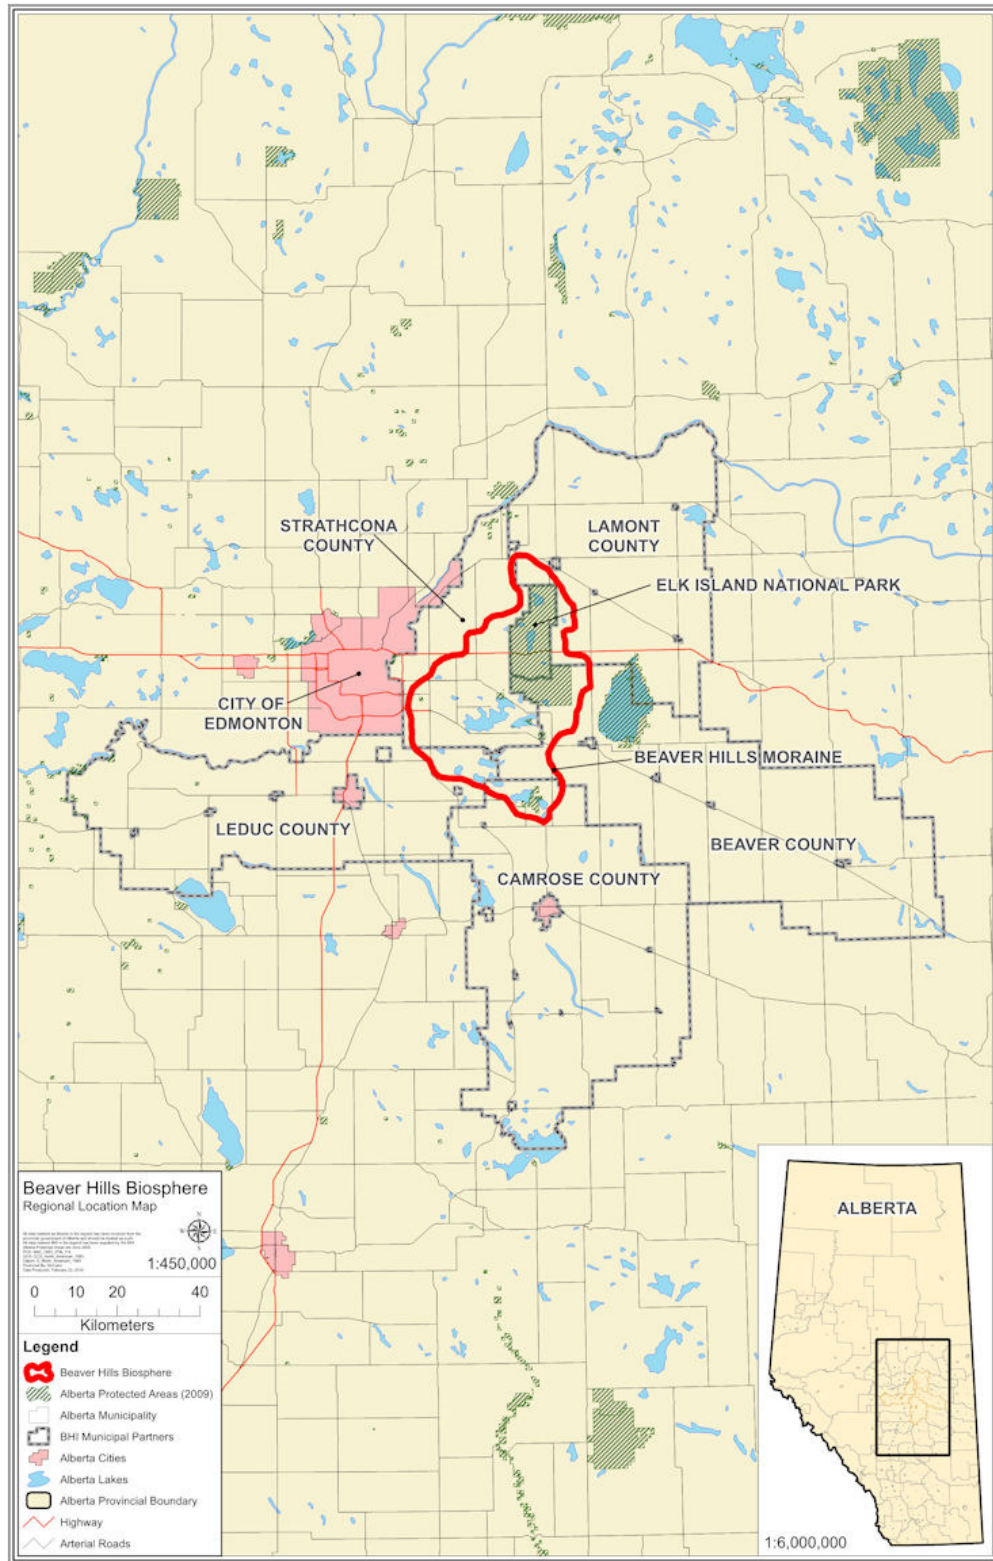 STRATHCONA
COUNTY
LAMONT
COUNTY
ELK ISLAND NATIONAL PARK
CITY OF
EDMONTON
BEAVER HILLS MORAINE
LEDUC COUNTY
BEAVER COUNTY
CAMROSE COUNTY
Beaver Hills Biosphere
Regional Location Map
1:450,000
0 10 20 40
Kilometers
Legend
Beaver Hills Biosphere
Alberta Protected Areas (2009)
Alberta Municipality
BHI Municipal Partners
Alberta Cities
Alberta Lakes
Alberta Provincial Boundary
Highway
Arterial Roads
ALBERTA
1:6,000,000